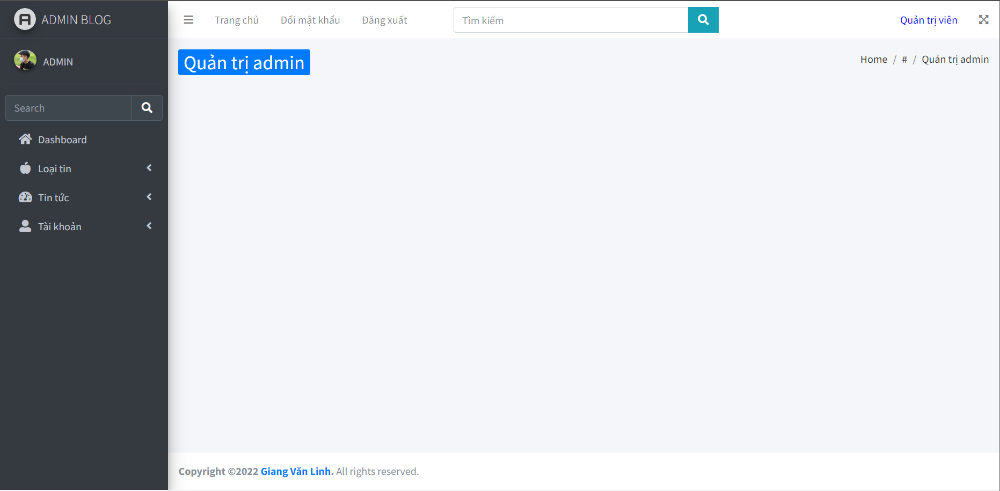 ADMIN BLOG
ADMIN
Search
Dashboard
Loại tin
Tin tức
Tài khoản
Trang chủ Đổi mật khẩu Đăng xuất Tìm kiếm Quản trị viên
Quản trị admin
Home / # / Quản trị admin
Copyright ©2022 Giang Văn Linh. All rights reserved.